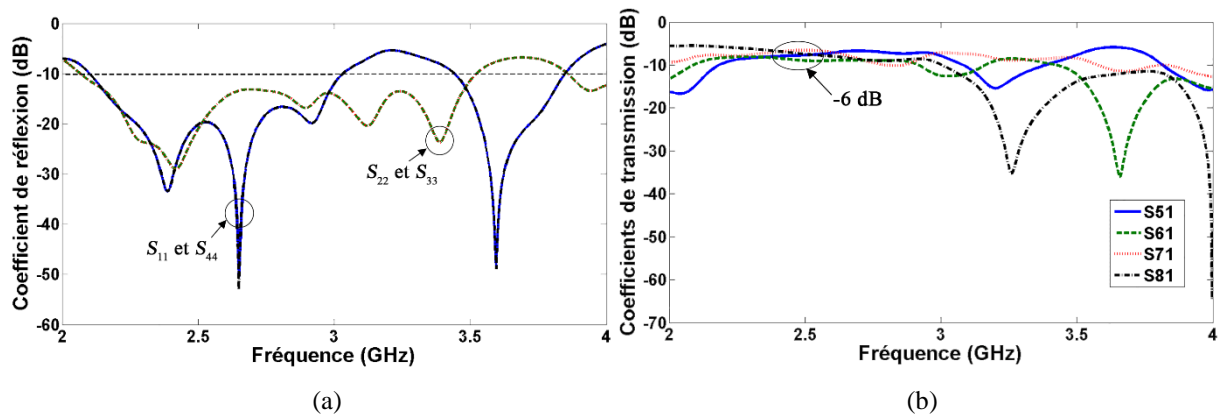 Coefficient de réflexion (dB)
0
-10
-20
-30
-40
-50
-60
2
2.5
3
3.5
4
Fréquence (GHz)
S11 et S44
S22 et S33
(a)
Coefficients de transmission (dB)
0
-10
-20
-30
-40
-50
-60
-70
2
2.5
3
3.5
4
Fréquence (GHz)
-6 dB
S51
S61
S71
S81
(b)